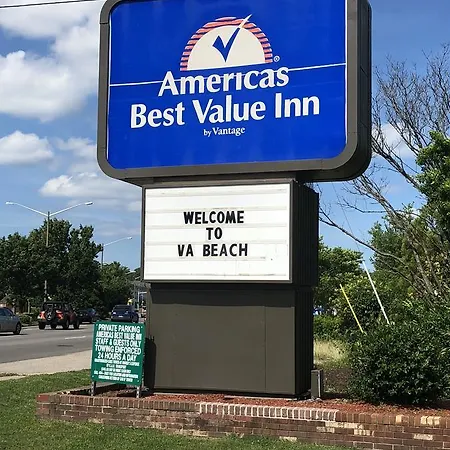 Americas
Best Value Inn
by Vantage
WELCOME
TO
VA BEACH
PRIVATE PARKING
AMERICAS BEST VALUE INN
STAFF & GUESTS ONLY
TOWING ENFORCED
24 HOURS A DAY